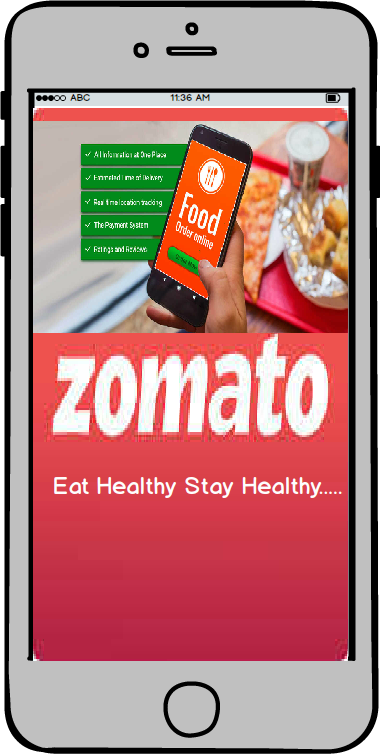 ABC 11:36 AM
✓ All Information at One Place
✓ Estimated Time of Delivery
✓ Real time location tracking
✓ The Payment System
✓ Ratings and Reviews
Food
Order online
zomato
Eat Healthy Stay Healthy.....